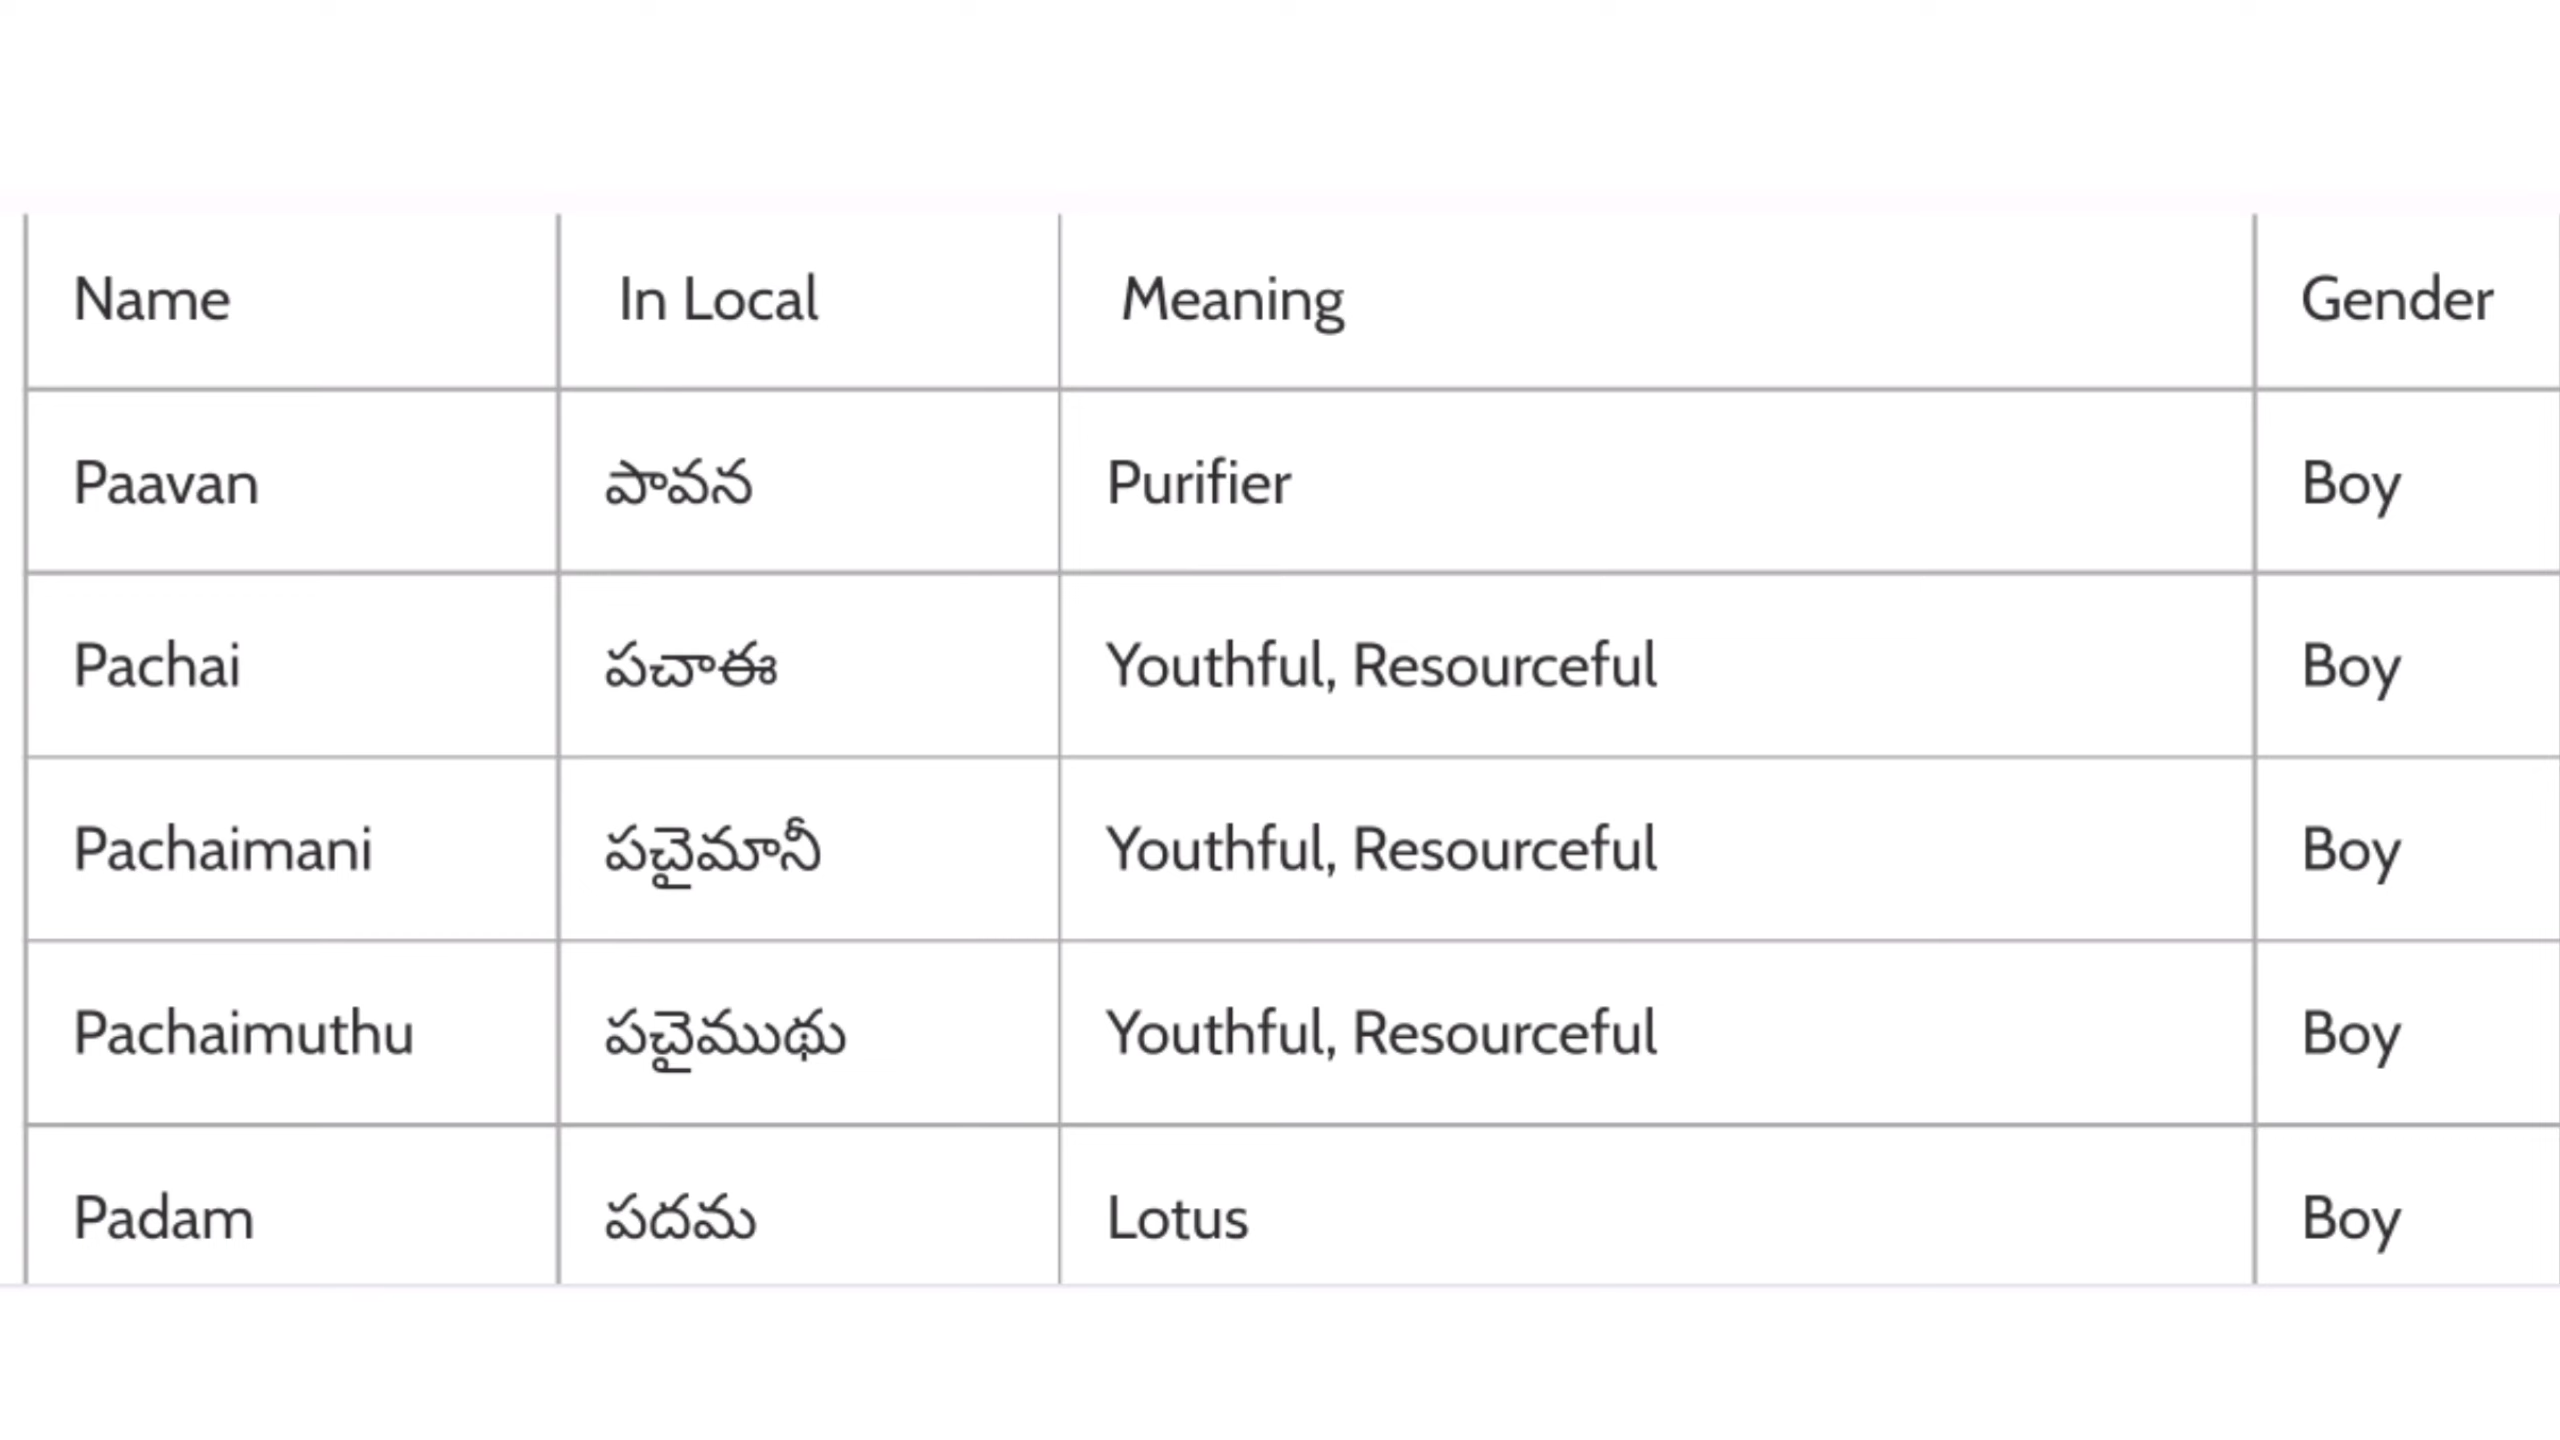 Name In Local Meaning Gender
Paavan పావన Purifier Boy
Pachai పచాఈ Youthful, Resourceful Boy
Pachaimani పచైమానీ Youthful, Resourceful Boy
Pachaimuthu పచైముథు Youthful, Resourceful Boy
Padam పదమ Lotus Boy